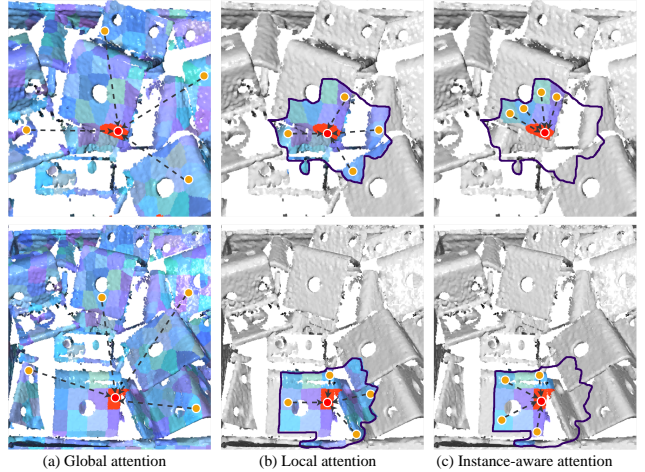 (a) Global attention
(b) Local attention
(c) Instance-aware attention